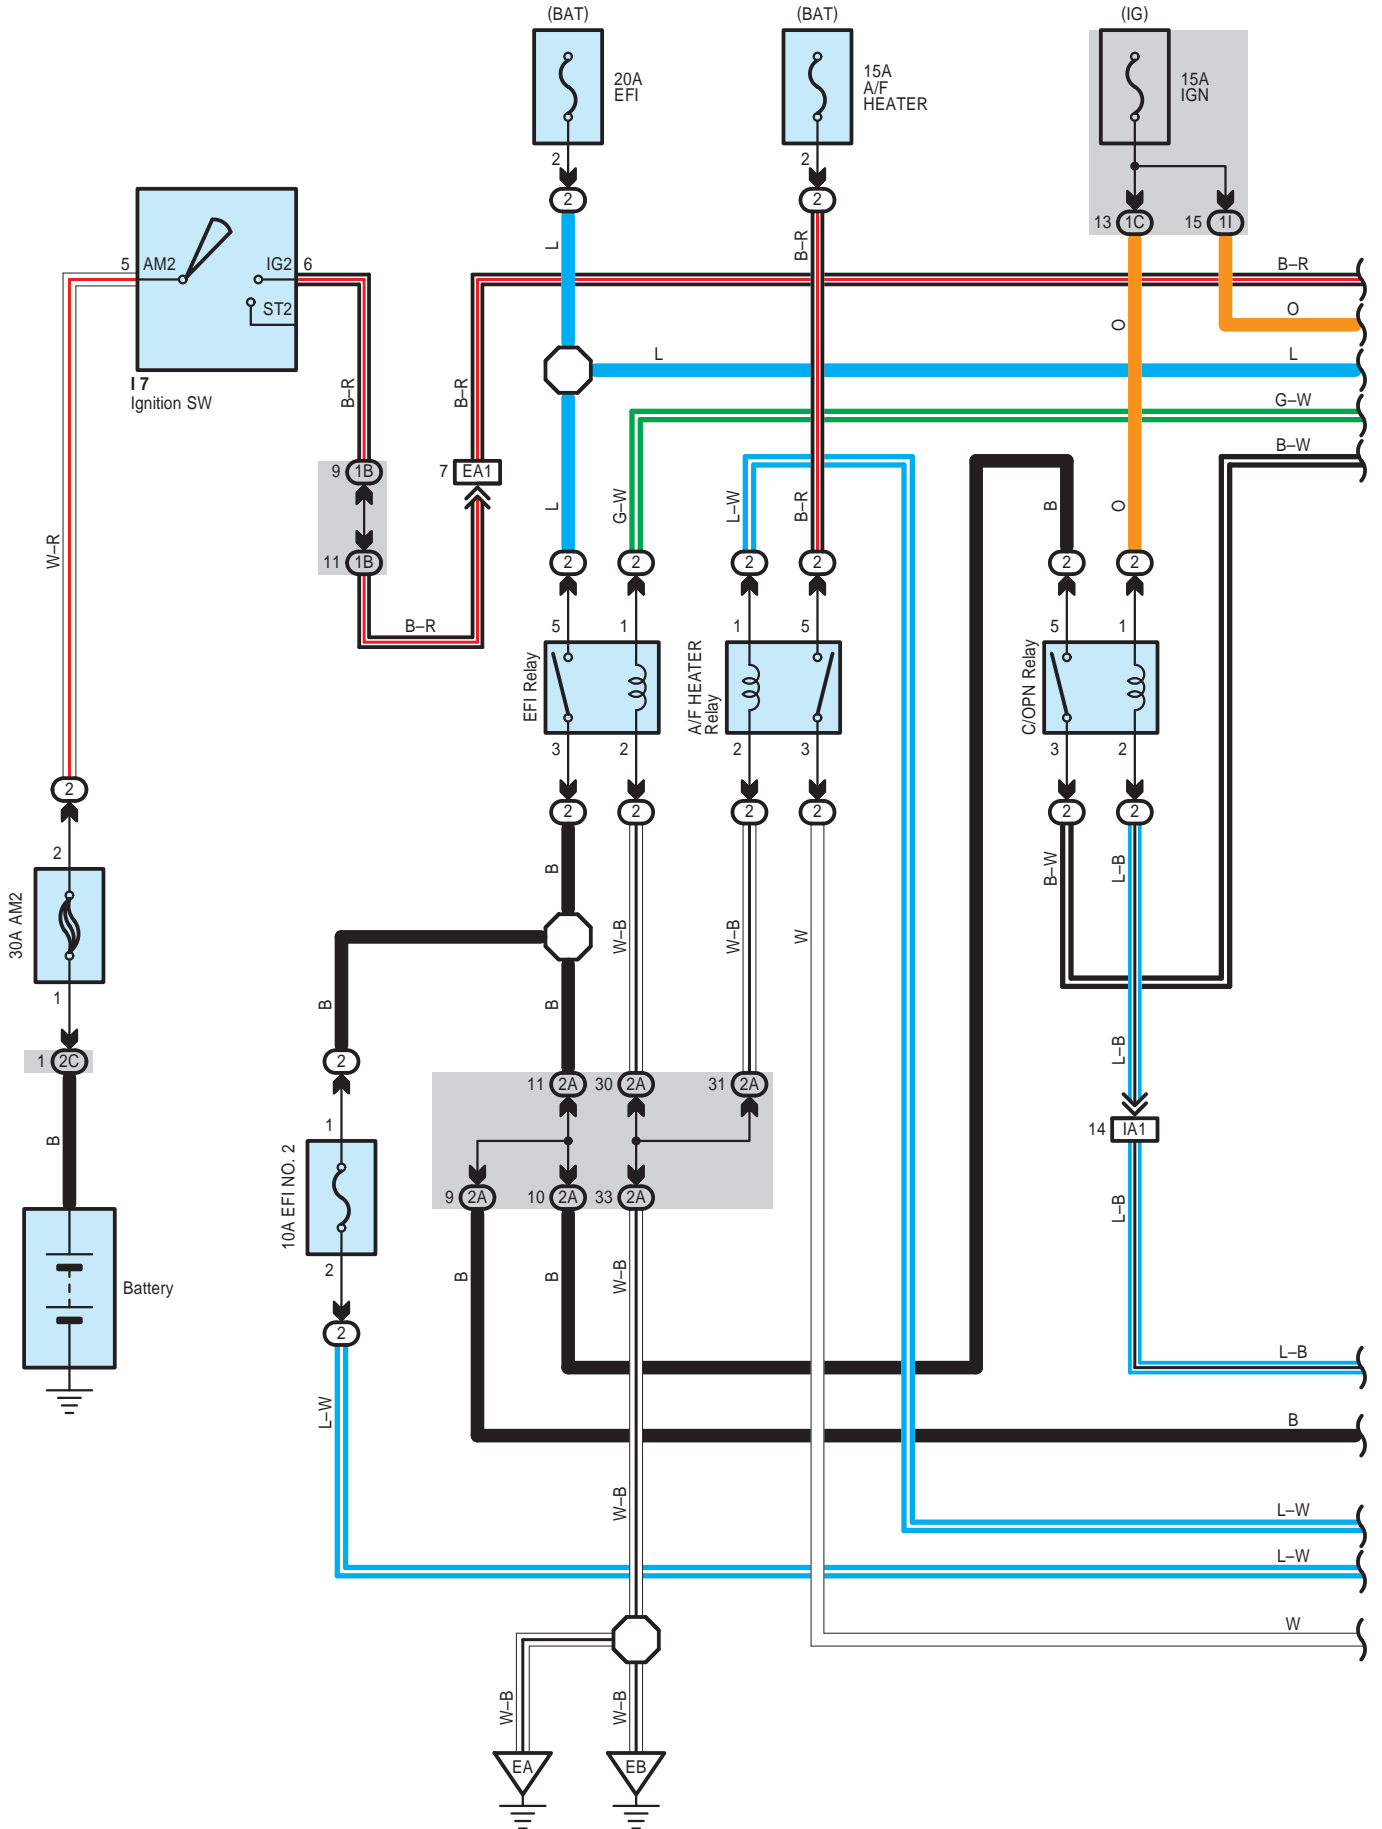 (BAT)
(BAT)
(IG)
20A
EFI
15A
A/F
HEATER
15A
IGN
2
2
2
2
13
1C
15
1I
L
B–R
5
AM2
IG2
6
ST2
B–R
O
O
L
L
I 7
Ignition SW
B–R
B–R
G–W
B–W
9
1B
7
EA1
W–R
L
G–W
L–W
B–R
B
O
11
1B
2
2
2
2
2
2
B–R
5
1
1
5
5
1
EFI Relay
A/F HEATER
Relay
C/OPN Relay
3
2
2
3
3
2
2
2
2
2
2
2
2
2
30A AM2
1
B
W–B
W–B
W
B–W
L–B
B
B
L–B
1
2C
2
11
2A
30
2A
31
2A
1
14
IA1
B
10A EFI NO. 2
9
2A
10
2A
33
2A
L–B
2
B
B
W–B
Battery
2
L–B
L–W
B
W–B
L–W
L–W
W
W–B
W–B
EA
EB